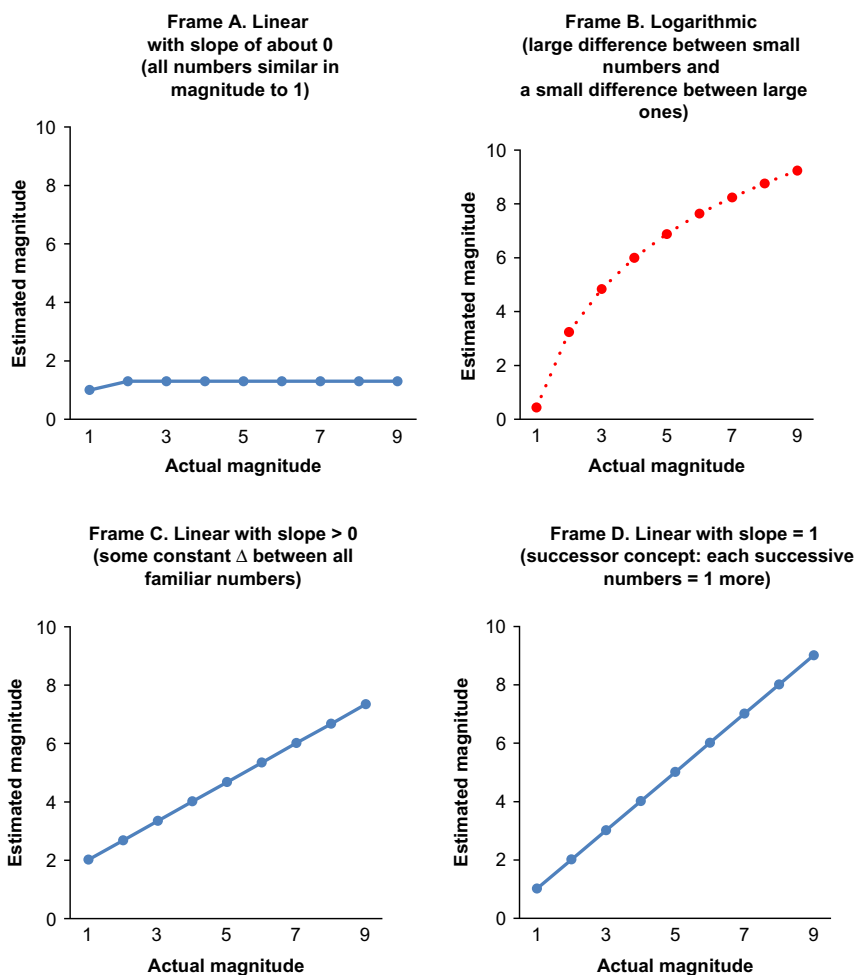 Frame A. Linear
with slope of about 0
(all numbers similar in
magnitude to 1)
10
8
6
4
2
0
Estimated magnitude
1 3 5 7 9
Actual magnitude
Frame B. Logarithmic
(large difference between small
numbers and
a small difference between large
ones)
10
8
6
4
2
0
Estimated magnitude
1 3 5 7 9
Actual magnitude
Frame C. Linear with slope > 0
(some constant Δ between all
familiar numbers)
10
8
6
4
2
0
Estimated magnitude
1 3 5 7 9
Actual magnitude
Frame D. Linear with slope = 1
(successor concept: each successive
numbers = 1 more)
10
8
6
4
2
0
Estimated magnitude
1 3 5 7 9
Actual magnitude